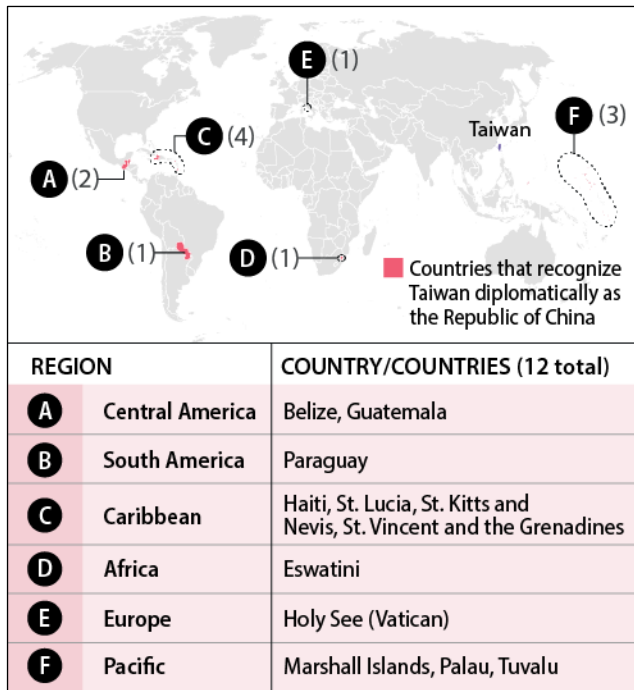 E (1)
C (4)
Taiwan
F (3)
A (2)
B (1)
D (1)
Countries that recognize
Taiwan diplomatically as
the Republic of China
REGION COUNTRY/COUNTRIES (12 total)
A Central America Belize, Guatemala
B South America Paraguay
C Caribbean Haiti, St. Lucia, St. Kitts and
Nevis, St. Vincent and the Grenadines
D Africa Eswatini
E Europe Holy See (Vatican)
F Pacific Marshall Islands, Palau, Tuvalu